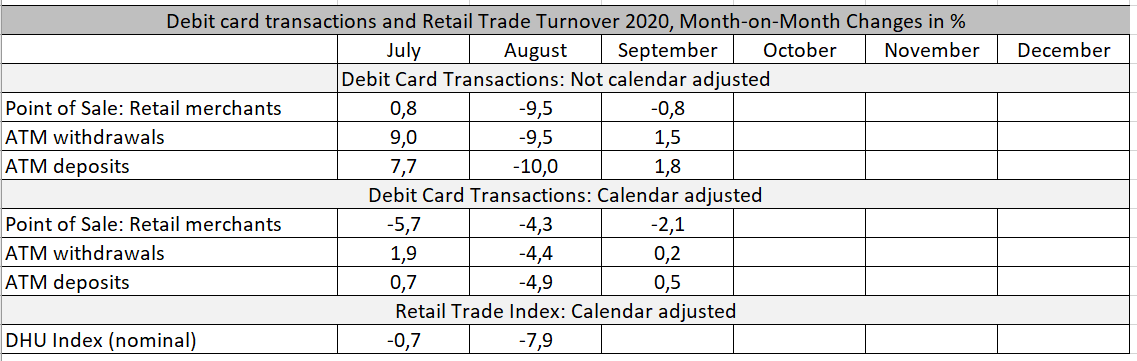 Debit card transactions and Retail Trade Turnover 2020, Month-on-Month Changes in %
July August September October November December
Debit Card Transactions: Not calendar adjusted
Point of Sale: Retail merchants 0,8 -9,5 -0,8
ATM withdrawals 9,0 -9,5 1,5
ATM deposits 7,7 -10,0 1,8
Debit Card Transactions: Calendar adjusted
Point of Sale: Retail merchants -5,7 -4,3 -2,1
ATM withdrawals 1,9 -4,4 0,2
ATM deposits 0,7 -4,9 0,5
Retail Trade Index: Calendar adjusted
DHU Index (nominal) -0,7 -7,9